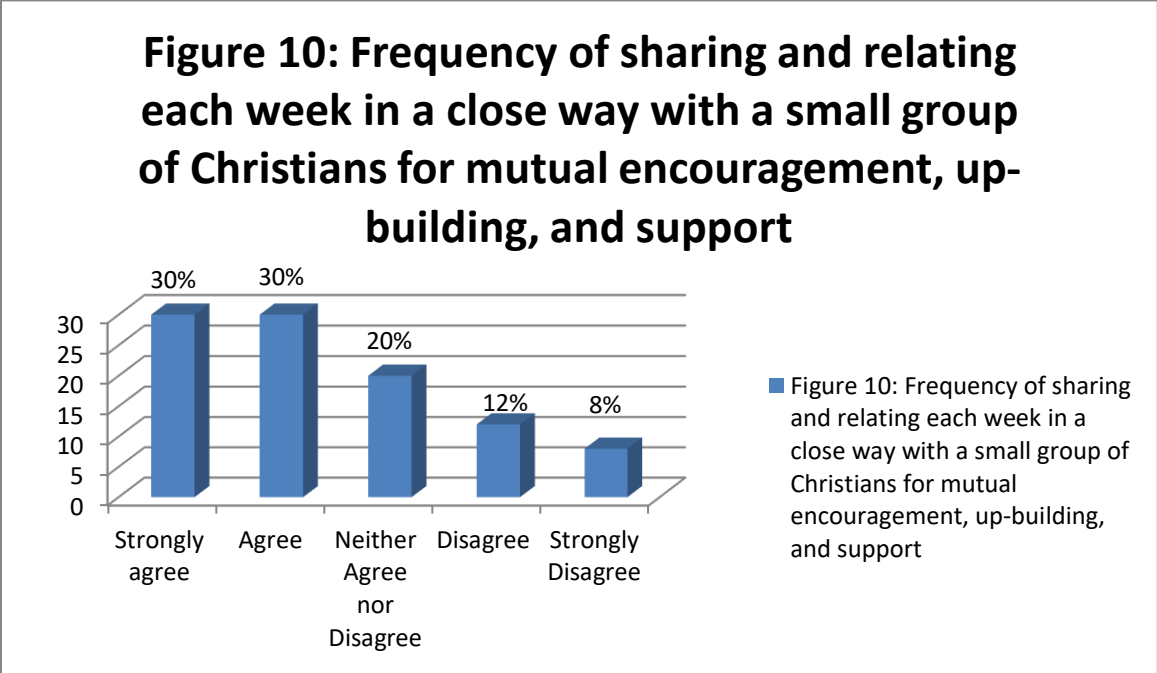 Figure 10: Frequency of sharing and relating
each week in a close way with a small group
of Christians for mutual encouragement, up-
building, and support
30%
30%
20%
12%
8%
30
25
20
15
10
5
0
Strongly
agree
Agree
Neither
Agree
nor
Disagree
Disagree
Strongly
Disagree
Figure 10: Frequency of sharing
and relating each week in a
close way with a small group of
Christians for mutual
encouragement, up-building,
and support